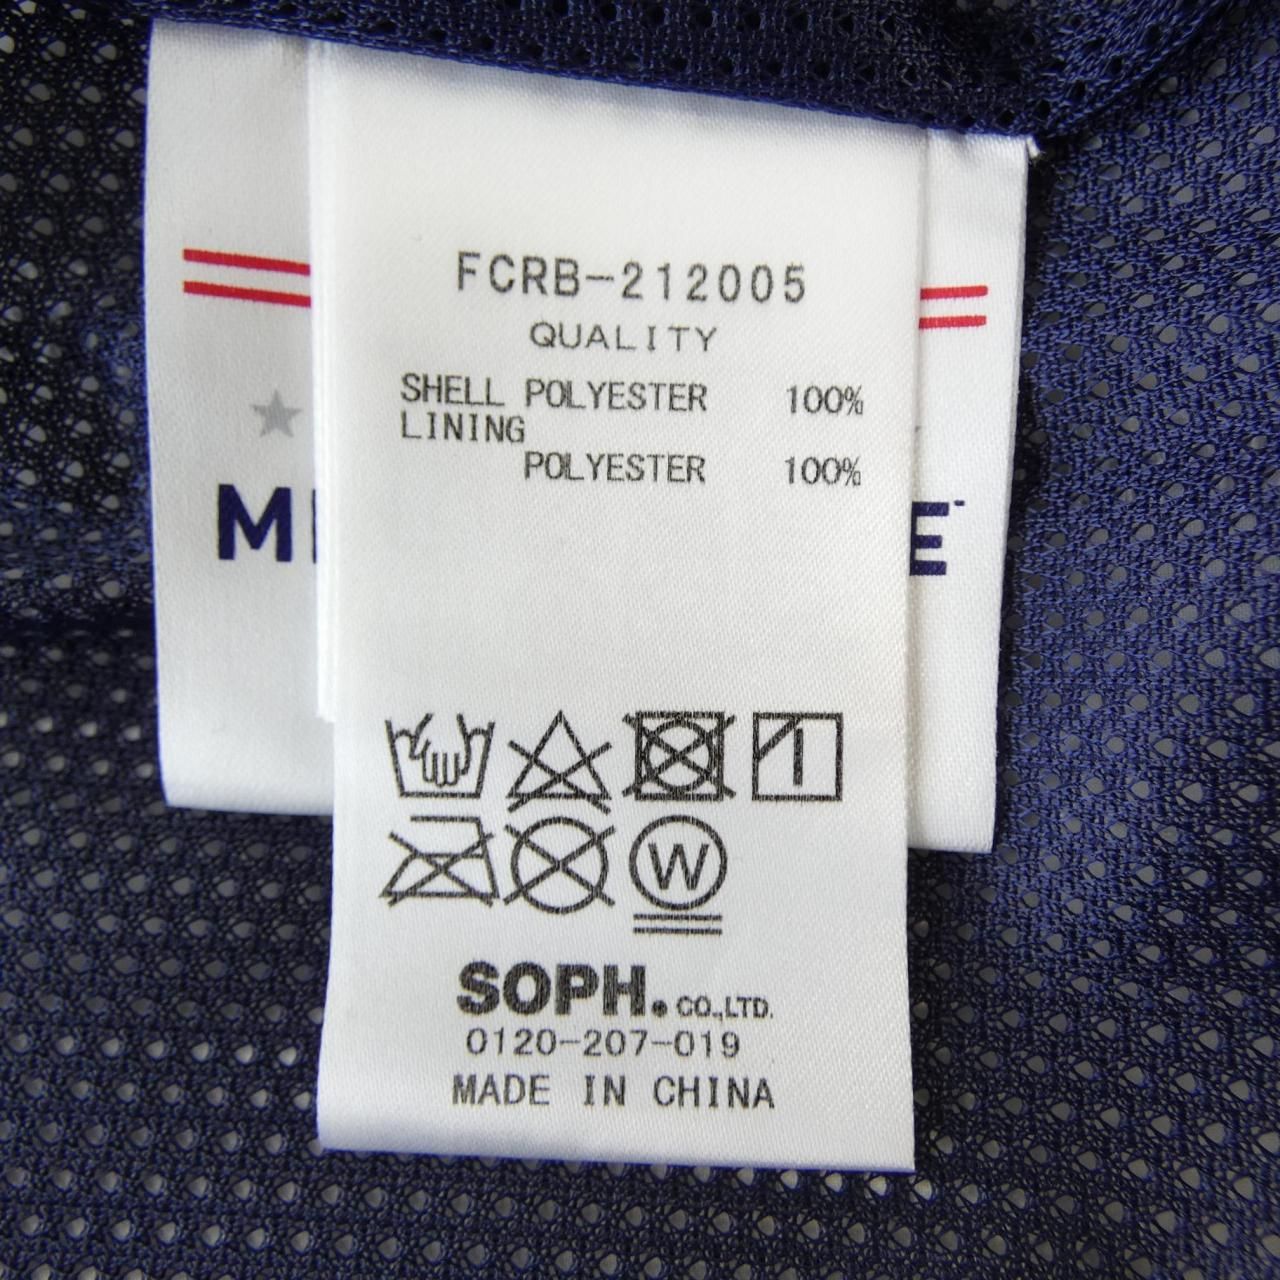 FCRB-212005
QUALITY
SHELL POLYESTER 100%
LINING
POLYESTER 100%
W
SOPH. CO.,LTD.
0120-207-019
MADE IN CHINA